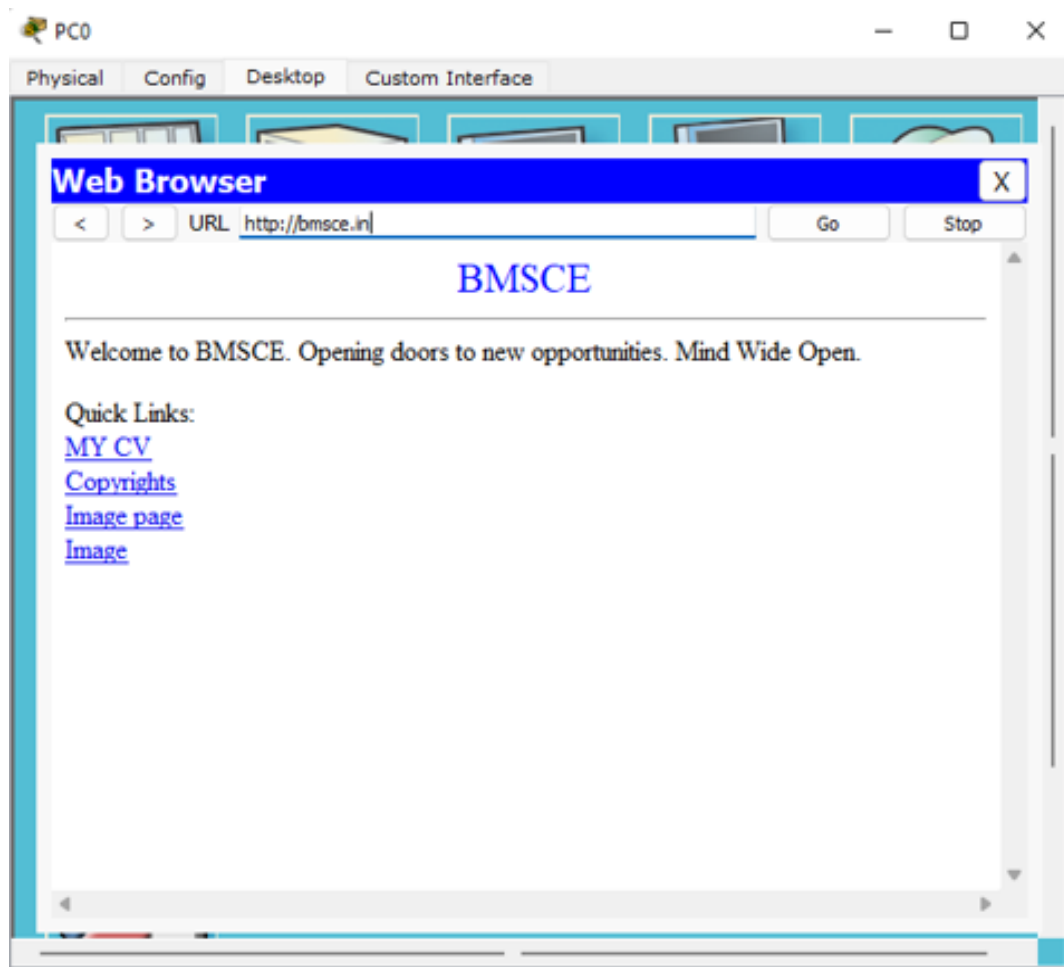 PC0
Physical Config Desktop Custom Interface
Web Browser X
< > URL http://bmsce.in Go Stop
BMSCE
Welcome to BMSCE. Opening doors to new opportunities. Mind Wide Open.
Quick Links:
MY CV
Copyrights
Image page
Image